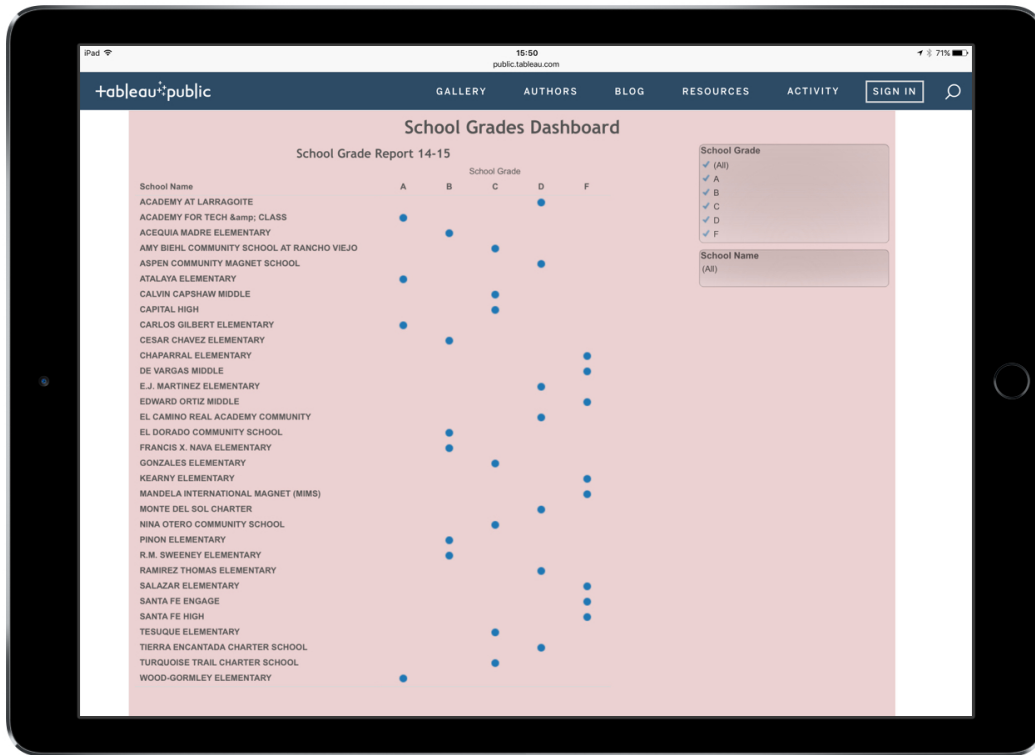 iPad 15:50 71%
public.tableau.com
+ableau public GALLERY AUTHORS BLOG RESOURCES ACTIVITY SIGN IN
School Grades Dashboard
School Grade Report 14-15
School Grade
School Name A B C D F
ACADEMY AT LARRAGOITE
ACADEMY FOR TECH &amp; CLASS
ACEQUIA MADRE ELEMENTARY
AMY BIEHL COMMUNITY SCHOOL AT RANCHO VIEJO
ASPEN COMMUNITY MAGNET SCHOOL
ATALAYA ELEMENTARY
CALVIN CAPSHAW MIDDLE
CAPITAL HIGH
CARLOS GILBERT ELEMENTARY
CESAR CHAVEZ ELEMENTARY
CHAPARRAL ELEMENTARY
DE VARGAS MIDDLE
E.J. MARTINEZ ELEMENTARY
EDWARD ORTIZ MIDDLE
EL CAMINO REAL ACADEMY COMMUNITY
EL DORADO COMMUNITY SCHOOL
FRANCIS X. NAVA ELEMENTARY
GONZALES ELEMENTARY
KEARNY ELEMENTARY
MANDELA INTERNATIONAL MAGNET (MIMS)
MONTE DEL SOL CHARTER
NINA OTERO COMMUNITY SCHOOL
PINON ELEMENTARY
R.M. SWEENEY ELEMENTARY
RAMIREZ THOMAS ELEMENTARY
SALAZAR ELEMENTARY
SANTA FE ENGAGE
SANTA FE HIGH
TESUQUE ELEMENTARY
TIERRA ENCANTADA CHARTER SCHOOL
TURQUOISE TRAIL CHARTER SCHOOL
WOOD-GORMLEY ELEMENTARY
School Grade
(All)
A
B
C
D
F
School Name
(All)